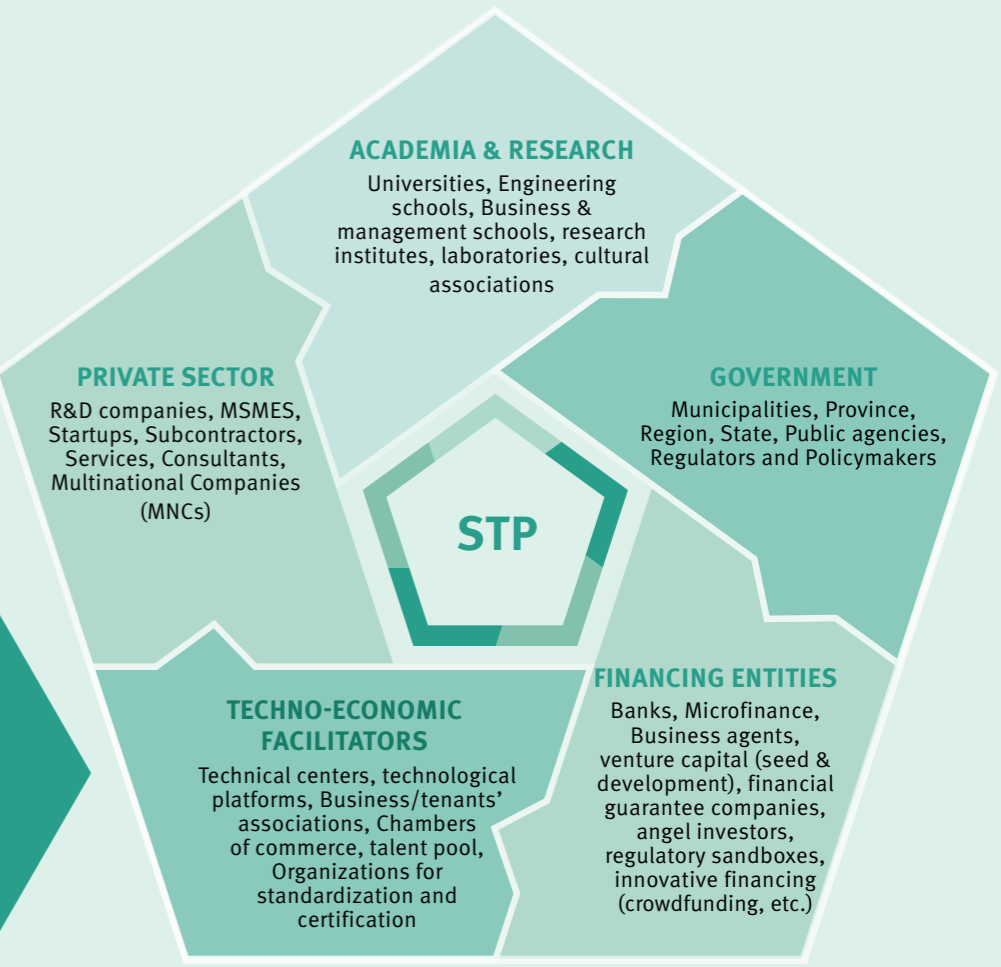 ACADEMIA & RESEARCH
Universities, Engineering
schools, Business &
management schools, research
institutes, laboratories, cultural
associations
PRIVATE SECTOR
R&D companies, MSMES,
Startups, Subcontractors,
Services, Consultants,
Multinational Companies
(MNCs)
GOVERNMENT
Municipalities, Province,
Region, State, Public agencies,
Regulators and Policymakers
STP
TECHNO-ECONOMIC
FACILITATORS
Technical centers, technological
platforms, Business/tenants’
associations, Chambers
of commerce, talent pool,
Organizations for
standardization and
certification
FINANCING ENTITIES
Banks, Microfinance,
Business agents,
venture capital (seed &
development), financial
guarantee companies,
angel investors,
regulatory sandboxes,
innovative financing
(crowdfunding, etc.)